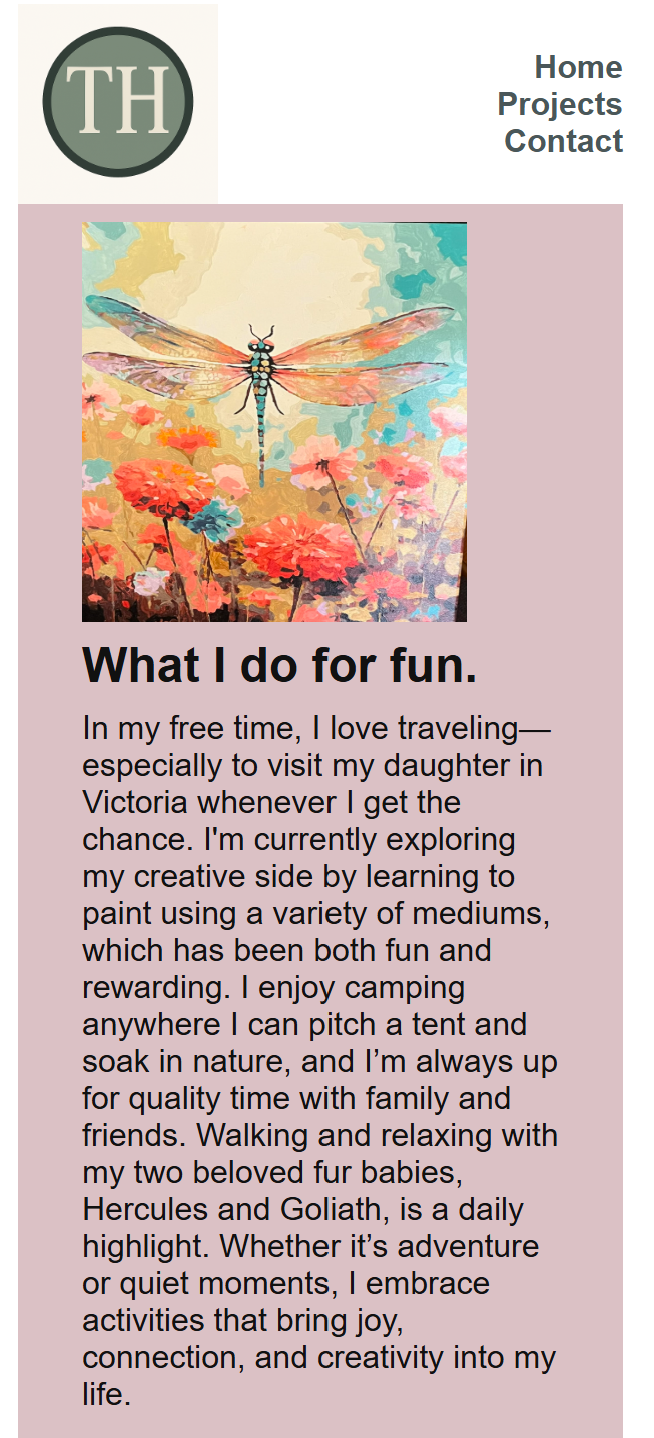 TH
Home
Projects
Contact
What I do for fun.
In my free time, I love traveling—
especially to visit my daughter in
Victoria whenever I get the
chance. I'm currently exploring
my creative side by learning to
paint using a variety of mediums,
which has been both fun and
rewarding. I enjoy camping
anywhere I can pitch a tent and
soak in nature, and I’m always up
for quality time with family and
friends. Walking and relaxing with
my two beloved fur babies,
Hercules and Goliath, is a daily
highlight. Whether it’s adventure
or quiet moments, I embrace
activities that bring joy,
connection, and creativity into my
life.